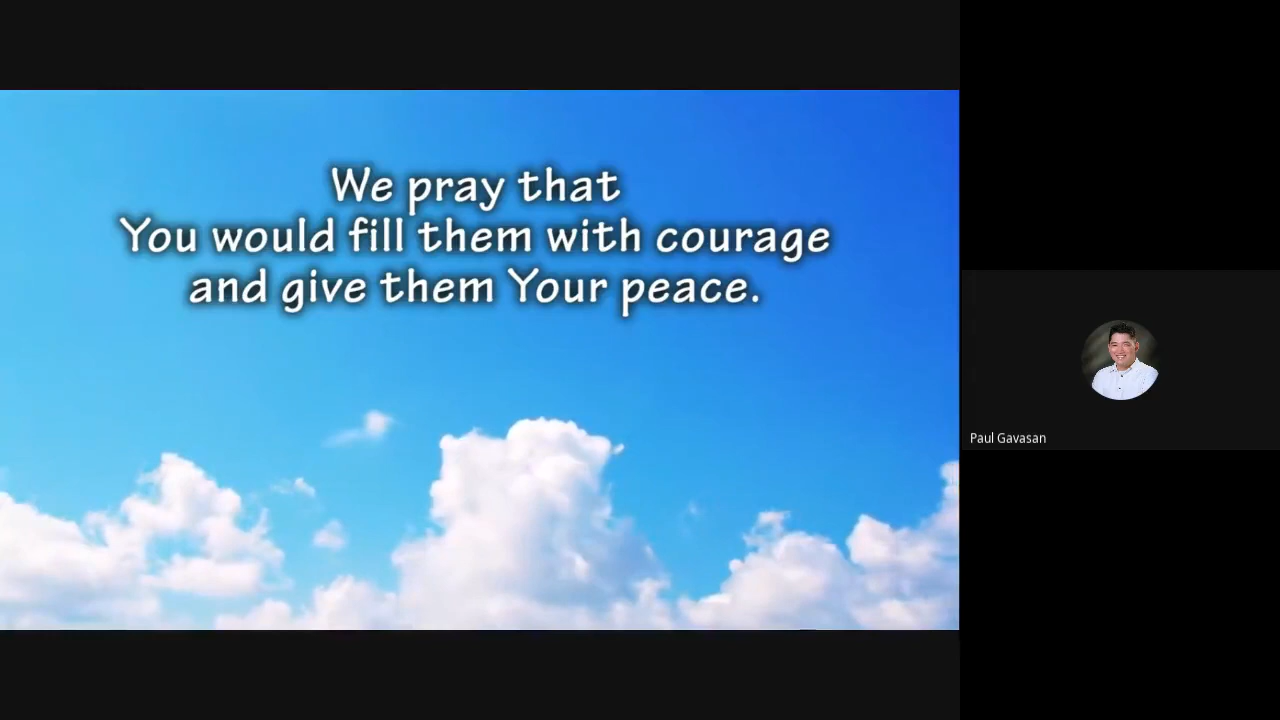 We pray that
You would fill them with courage
and give them Your peace.
Paul Gavasan